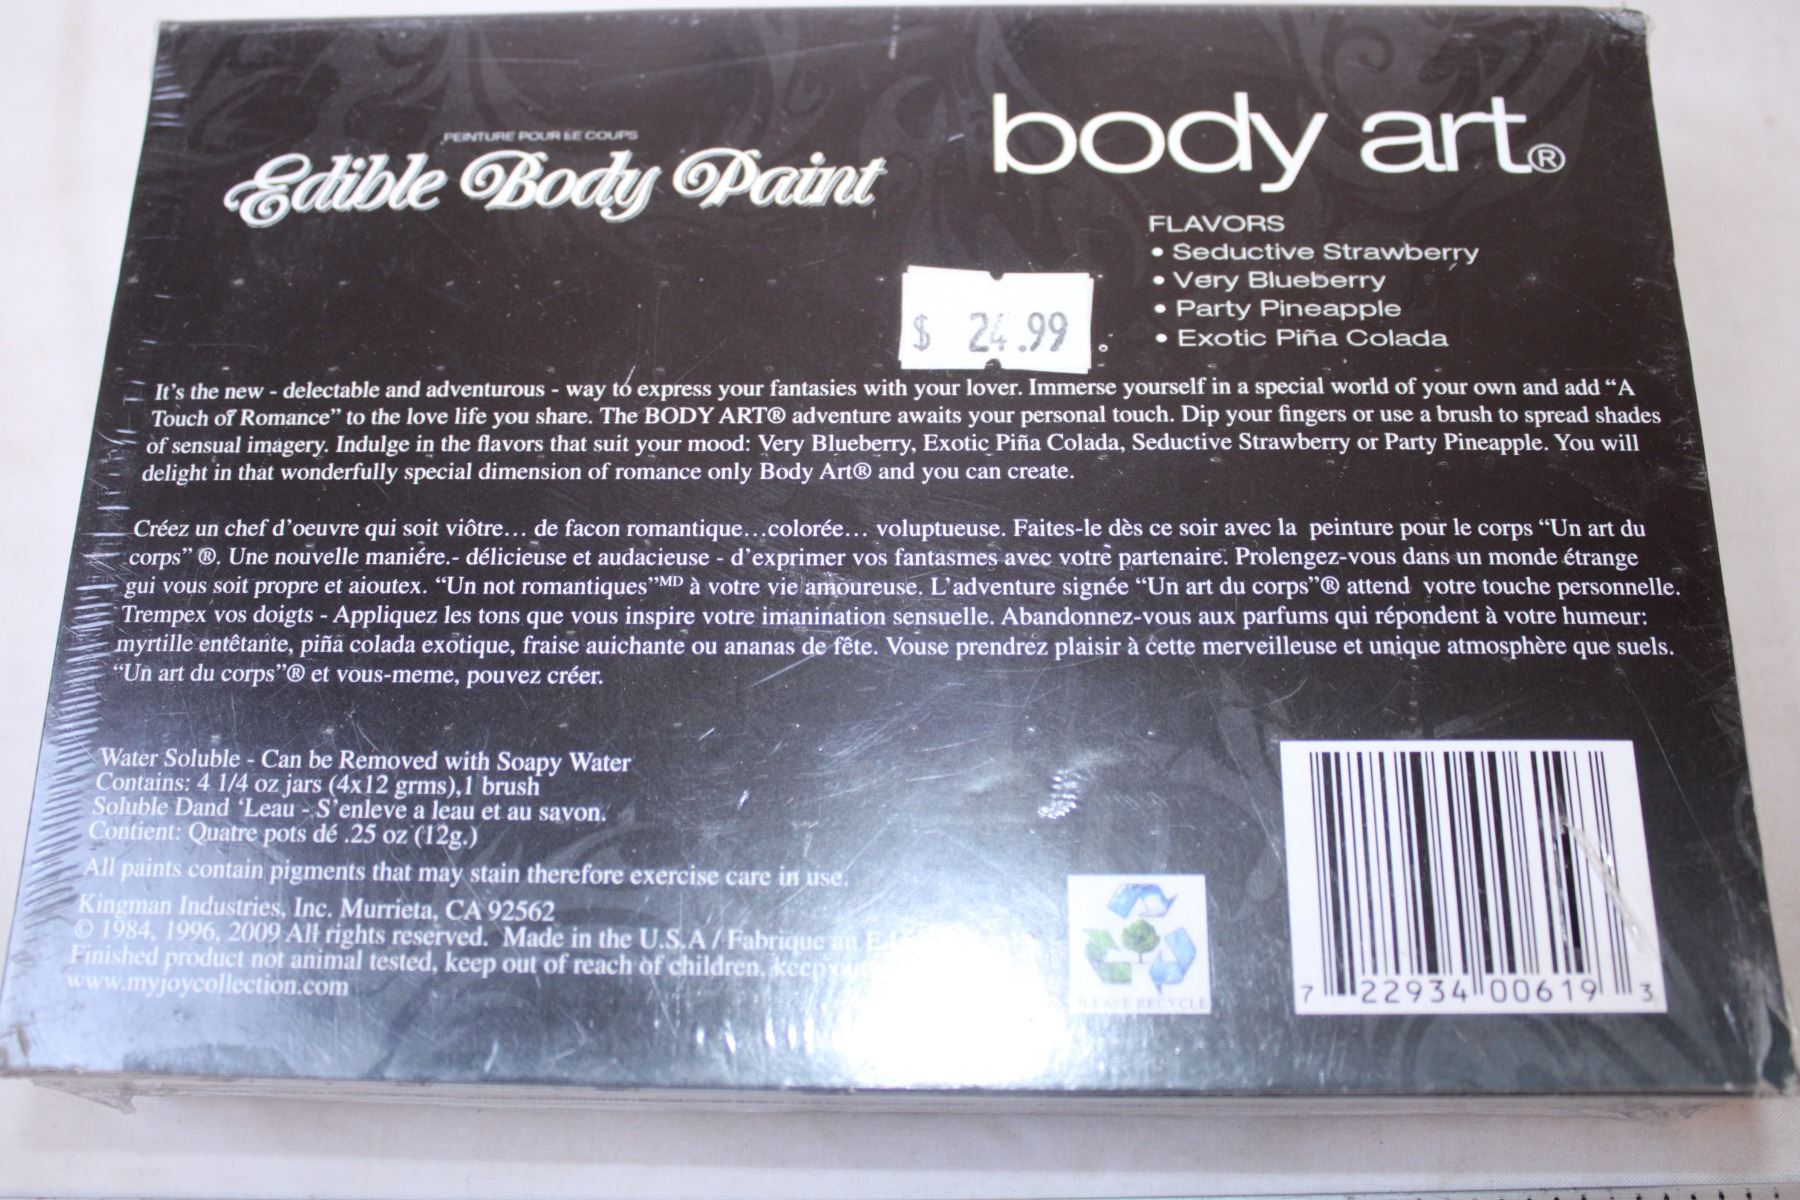 PEINTURE POUR LE COUPS
Edible Body Paint
body art®
FLAVORS
• Seductive Strawberry
• Very Blueberry
• Party Pineapple
• Exotic Piña Colada
$ 24.99
It's the new - delectable and adventurous - way to express your fantasies with your lover. Immerse yourself in a special world of your own and add “A
Touch of Romance” to the love life you share. The BODY ART® adventure awaits your personal touch. Dip your fingers or use a brush to spread shades
of sensual imagery. Indulge in the flavors that suit your mood: Very Blueberry, Exotic Piña Colada, Seductive Strawberry or Party Pineapple. You will
delight in that wonderfully special dimension of romance only Body Art® and you can create.
Créez un chef d'oeuvre qui soit viôtre... de facon romantique...colorée... voluptueuse. Faites-le dès ce soir avec la peinture pour le corps “Un art du
corps” ®. Une nouvelle maniére.- délicieuse et audacieuse - d'exprimer vos fantasmes avec votre partenaire. Prolengez-vous dans un monde étrange
gui vous soit propre et aioutex. “Un not romantiques”MD à votre vie amoureuse. L'adventure signée “Un art du corps”® attend votre touche personnelle.
Trempex vos doigts - Appliquez les tons que vous inspire votre imanination sensuelle. Abandonnez-vous aux parfums qui répondent à votre humeur:
myrtille entêtante, piña colada exotique, fraise auichante ou ananas de fête. Vouse prendrez plaisir à cette merveilleuse et unique atmosphère que suels.
“Un art du corps”® et vous-meme, pouvez créer.
Water Soluble - Can be Removed with Soapy Water
Contains: 4 1/4 oz jars (4x12 grms),1 brush
Soluble Dand ‘Leau - S'enleve a leau et au savon.
Contient: Quatre pots dé .25 oz (12g.)
All paints contain pigments that may stain therefore exercise care in use.
Kingman Industries, Inc. Murrieta, CA 92562
© 1984, 1996, 2009 All rights reserved. Made in the U.S.A / Fabrique au
Finished product not animal tested, keep out of reach of children. keep
www.myjoycollection.com
PLEASE RECYCLE
7 22934 00619 3